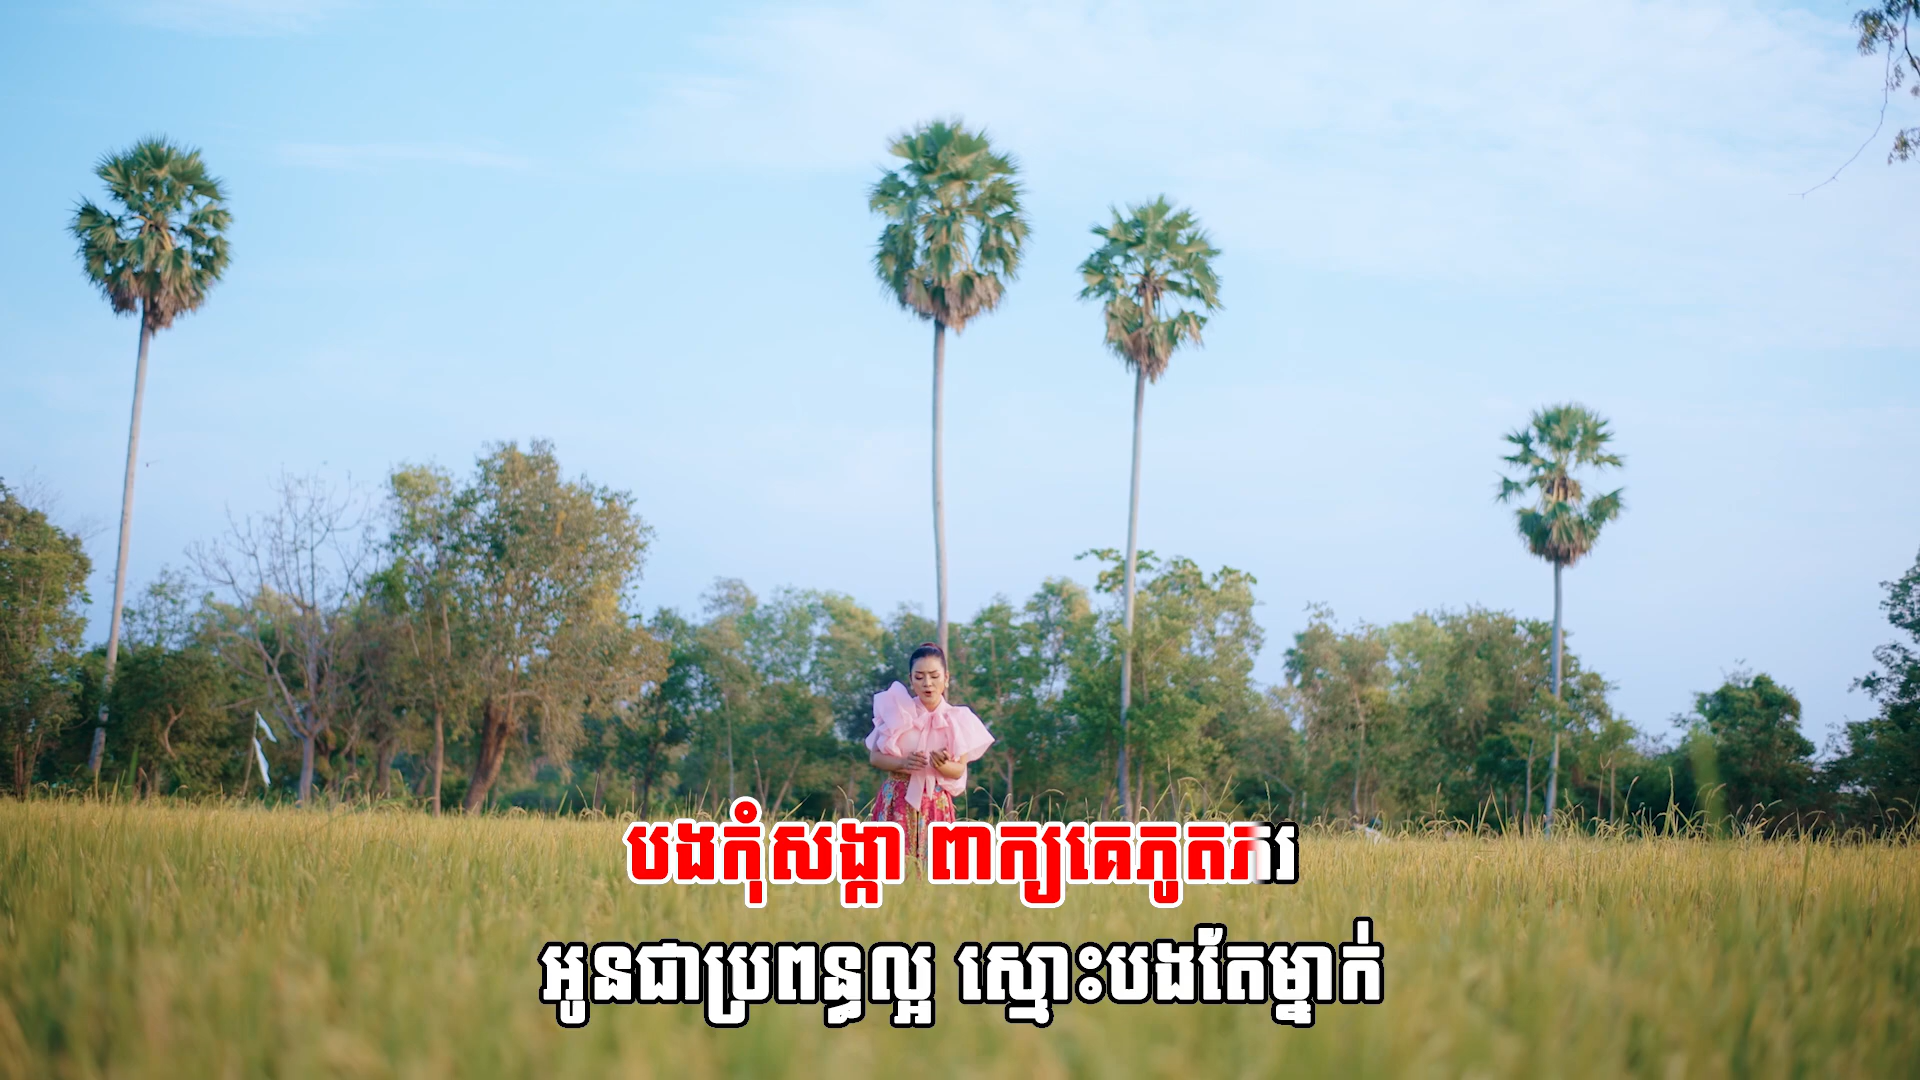 បងកុំសង្កា ពាក្យគេភូតភរ
អូនជាប្រពន្ធល្អ ស្មោះបងតែម្នាក់